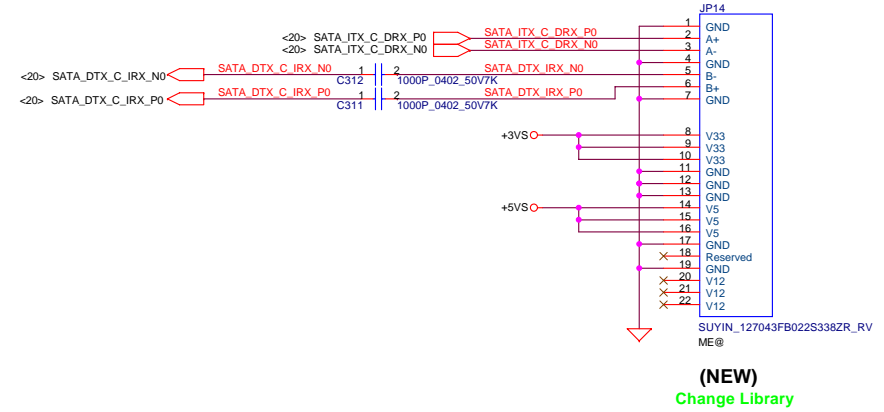 JP14
1 GND
<20> SATA_ITX_C_DRX_P0 SATA_ITX_C_DRX_P0 2 A+
<20> SATA_ITX_C_DRX_N0 SATA_ITX_C_DRX_N0 3 A-
4 GND
<20> SATA_DTX_C_IRX_N0 SATA_DTX_C_IRX_N0 1 2 SATA_DTX_IRX_N0 5 B-
C312 1000P_0402_50V7K
6 B+
<20> SATA_DTX_C_IRX_P0 SATA_DTX_C_IRX_P0 1 2 SATA_DTX_IRX_P0 7 GND
C311 1000P_0402_50V7K
+3VS 8 V33
9 V33
10 V33
11 GND
12 GND
13 GND
+5VS 14 V5
15 V5
16 V5
17 GND
18 Reserved
19 GND
20 V12
21 V12
22 V12
SUYIN_127043FB022S338ZR_RV
ME@
(NEW)
Change Library